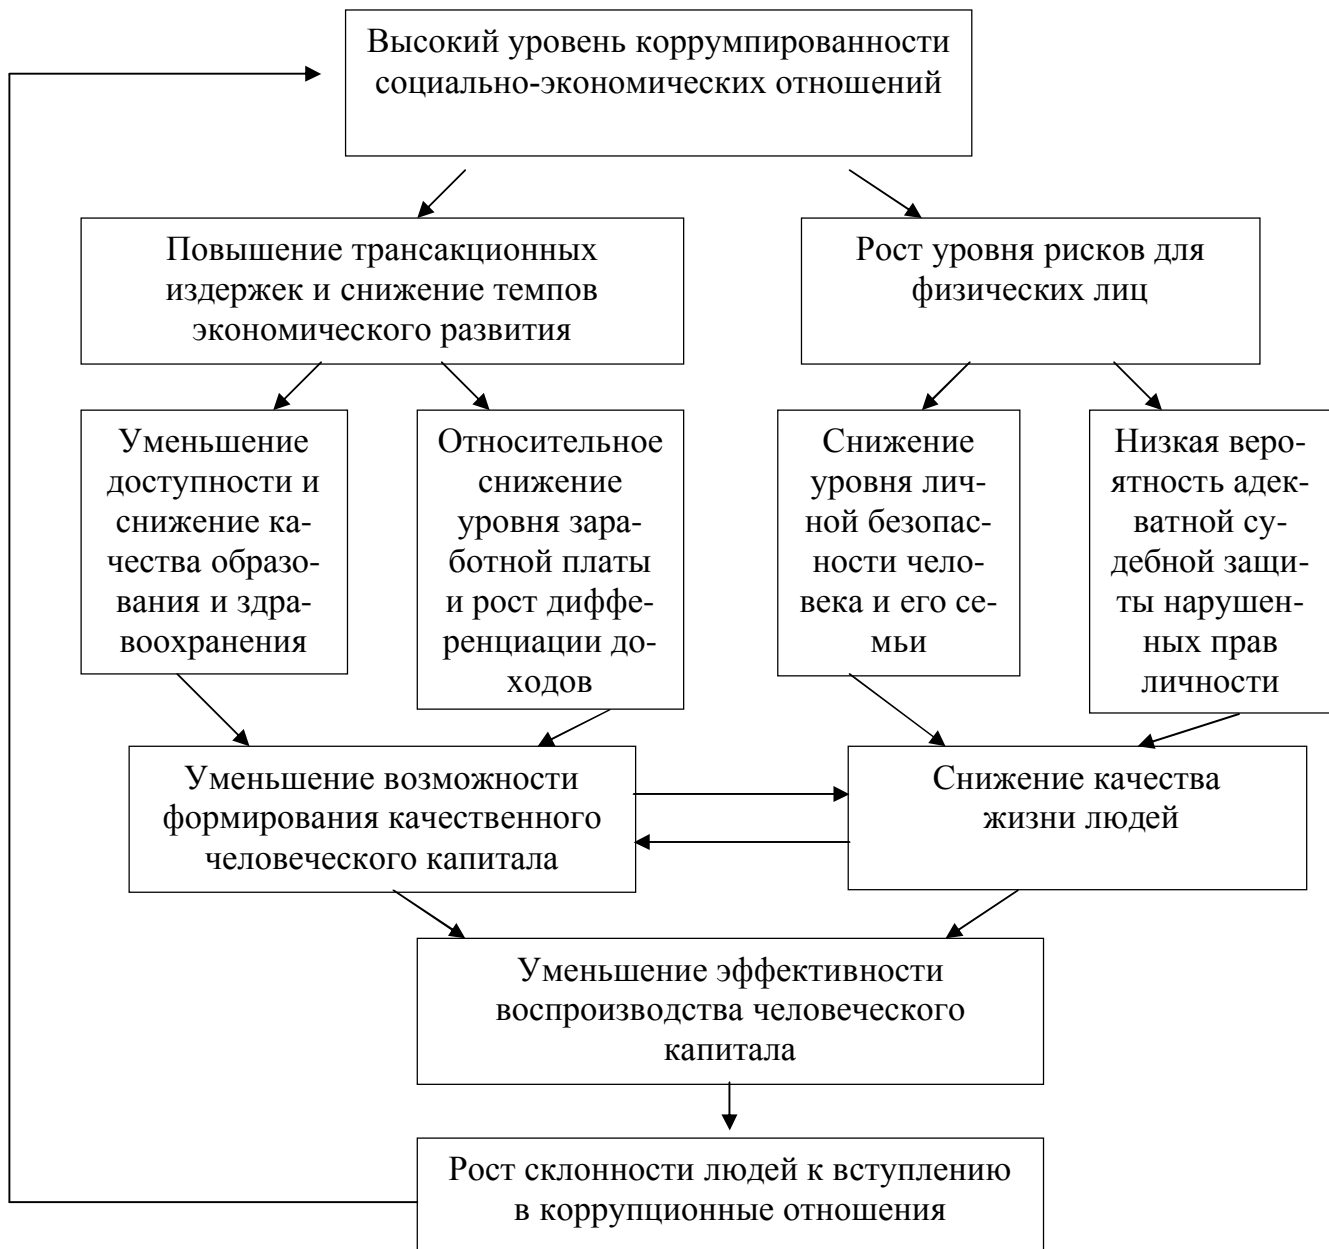 Высокий уровень коррумпированности
социально-экономических отношений
Повышение трансакционных
издержек и снижение темпов
экономического развития
Рост уровня рисков для
физических лиц
Уменьшение
доступности и
снижение ка-
чества образо-
вания и здра-
воохранения
Относительное
снижение
уровня зара-
ботной платы
и рост диффе-
ренциации до-
ходов
Снижение
уровня лич-
ной безопас-
ности чело-
века и его се-
мьи
Низкая веро-
ятность адек-
ватной су-
дебной защи-
ты нарушен-
ных прав
личности
Уменьшение возможности
формирования качественного
человеческого капитала
Снижение качества
жизни людей
Уменьшение эффективности
воспроизводства человеческого
капитала
Рост склонности людей к вступлению
в коррупционные отношения